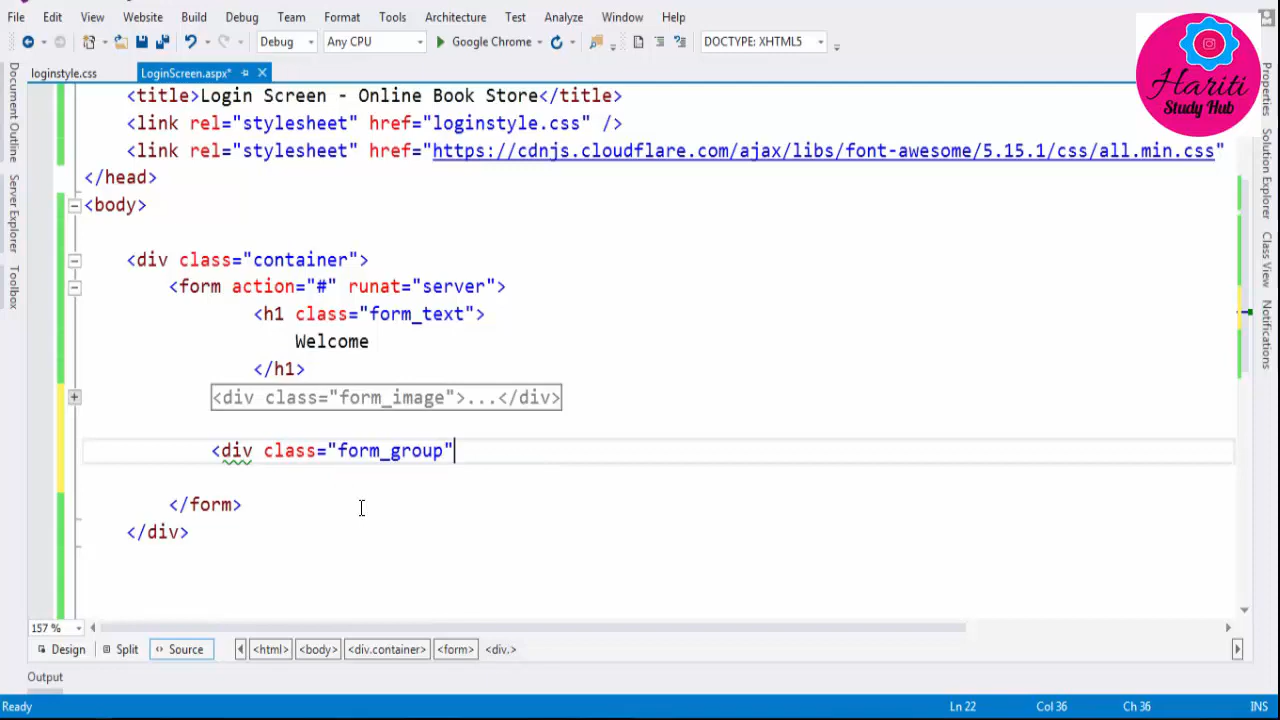 File Edit View Website Build Debug Team Format Tools Architecture Test Analyze Window Help
Debug Any CPU Google Chrome DOCTYPE: XHTML5
Hariti
Study Hub
loginstyle.css LoginScreen.aspx*
Document Outline
Server Explorer
Toolbox
Properties
Solution Explorer
Class View
Notifications
<title>Login Screen - Online Book Store</title>
<link rel="stylesheet" href="loginstyle.css" />
<link rel="stylesheet" href="https://cdnjs.cloudflare.com/ajax/libs/font-awesome/5.15.1/css/all.min.css"
</head>
<body>
<div class="container">
<form action="#" runat="server">
<h1 class="form_text">
Welcome
</h1>
<div class="form_image">...</div>
<div class="form_group"
</form>
</div>
157 %
Design Split Source <html> <body> <div.container> <form> <div.>
Output
Ready Ln 22 Col 36 Ch 36 INS